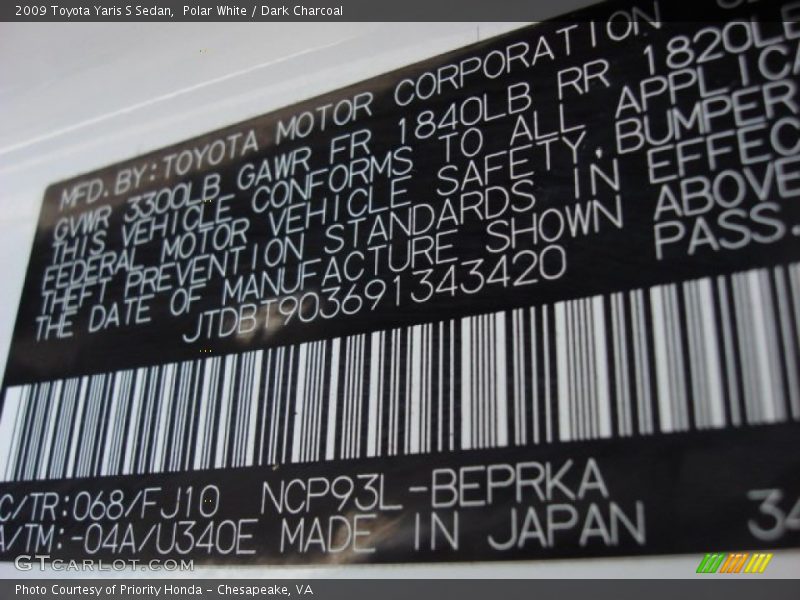 2009 Toyota Yaris S Sedan,  Polar White / Dark Charcoal
MFD. BY: TOYOTA MOTOR CORPORATION
GVWR 3300LB GAWR FR 1840LB RR 1820LB
THIS VEHICLE CONFORMS TO ALL APPLICA
FEDERAL MOTOR VEHICLE SAFETY, BUMPER
THEFT PREVENTION STANDARDS IN EFFEC
THE DATE OF MANUFACTURE SHOWN ABOVE
JTDBT903691343420 PASS.
C/TR:068/FJ10 NCP93L-BEPRKA
A/TM:-04A/U340E MADE IN JAPAN 34
GTCARLOT.COM
Photo Courtesy of Priority Honda - Chesapeake, VA